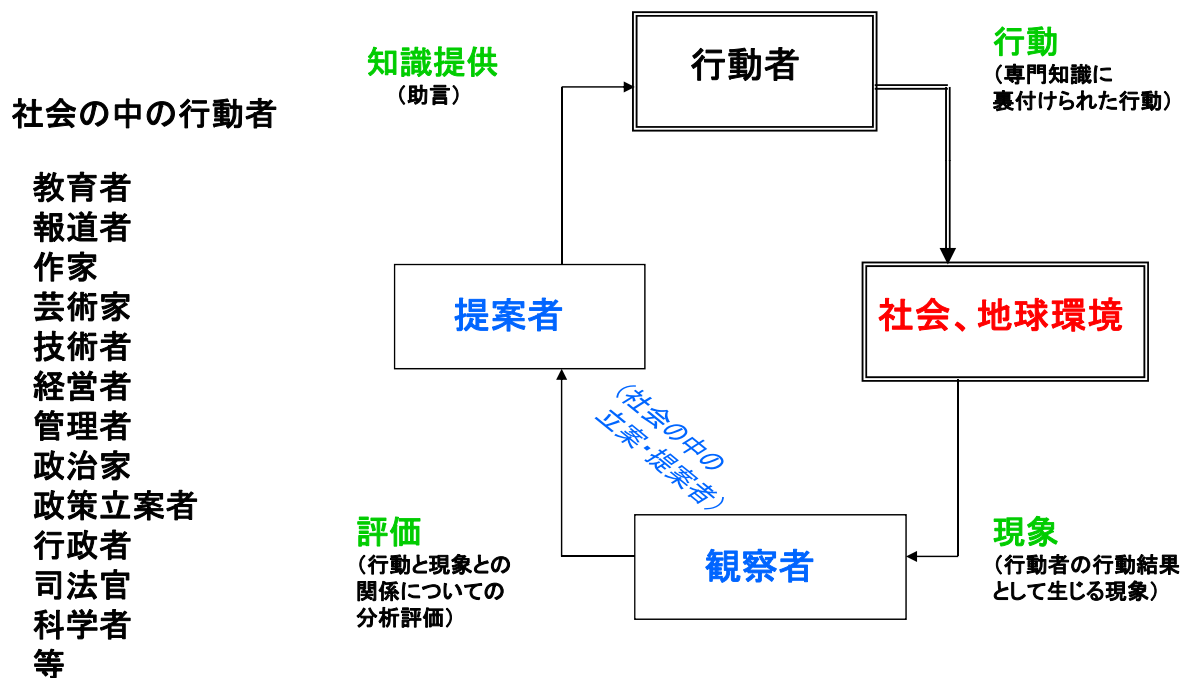 社会の中の行動者
教育者
報道者
作家
芸術家
技術者
経営者
管理者
政治家
政策立案者
行政者
司法官
科学者
等
知識提供
（助言）
行動者
行動
（専門知識に
裏付けられた行動）
提案者
社会、地球環境
（社会の中の
立案・提案者）
評価
（行動と現象との
関係についての
分析評価）
観察者
現象
（行動者の行動結果
として生じる現象）